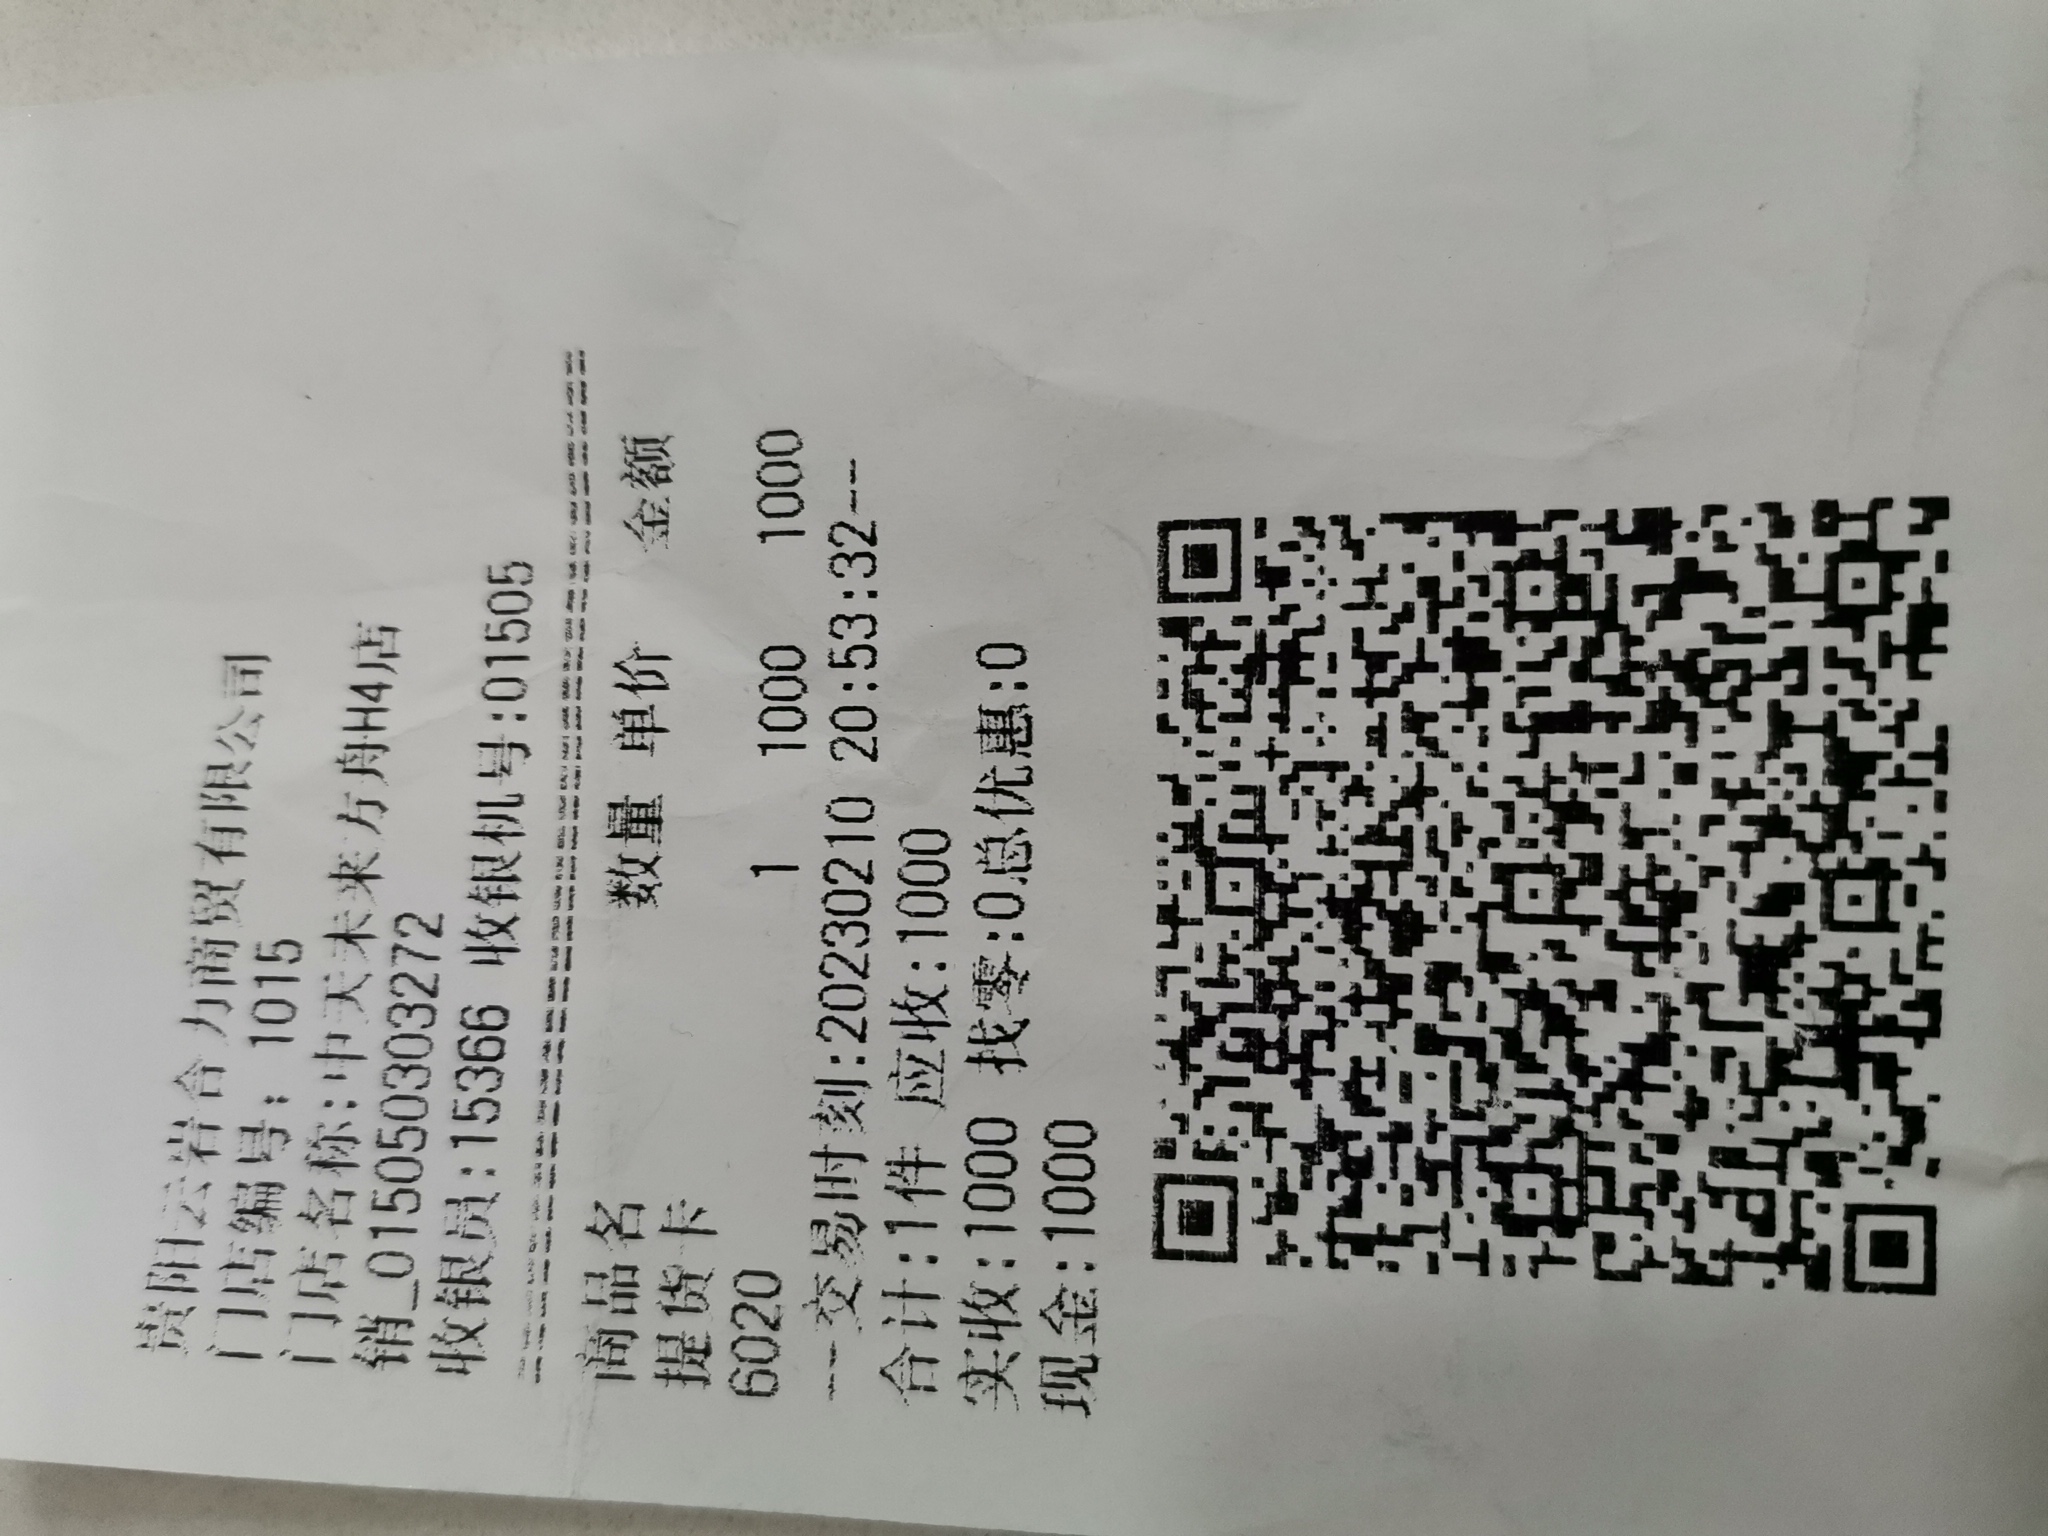 贵阳云岩合力商贸有限公司
门店编号: 1015
门店名称:中天未来方舟H4店
销_01505030303272
收银员:15366 收银机号:01505
商品名 数量 单价 金额
提货卡
6020 1 1000 1000
--交易时刻:20230210 20:53:32--
合计:1件 应收:1000
实收:1000 找零:0总优惠:0
现金:1000